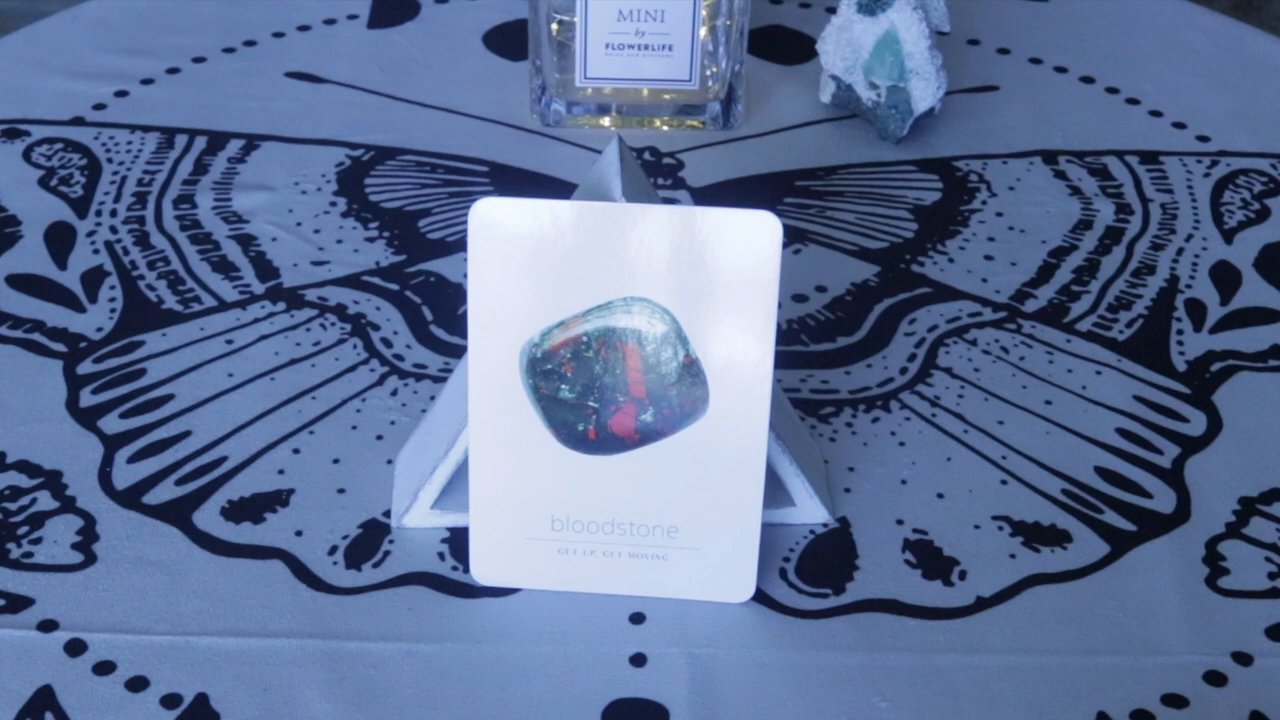 MINI
by
FLOWERLIFE
bloodstone
GET UP, GET MOVING